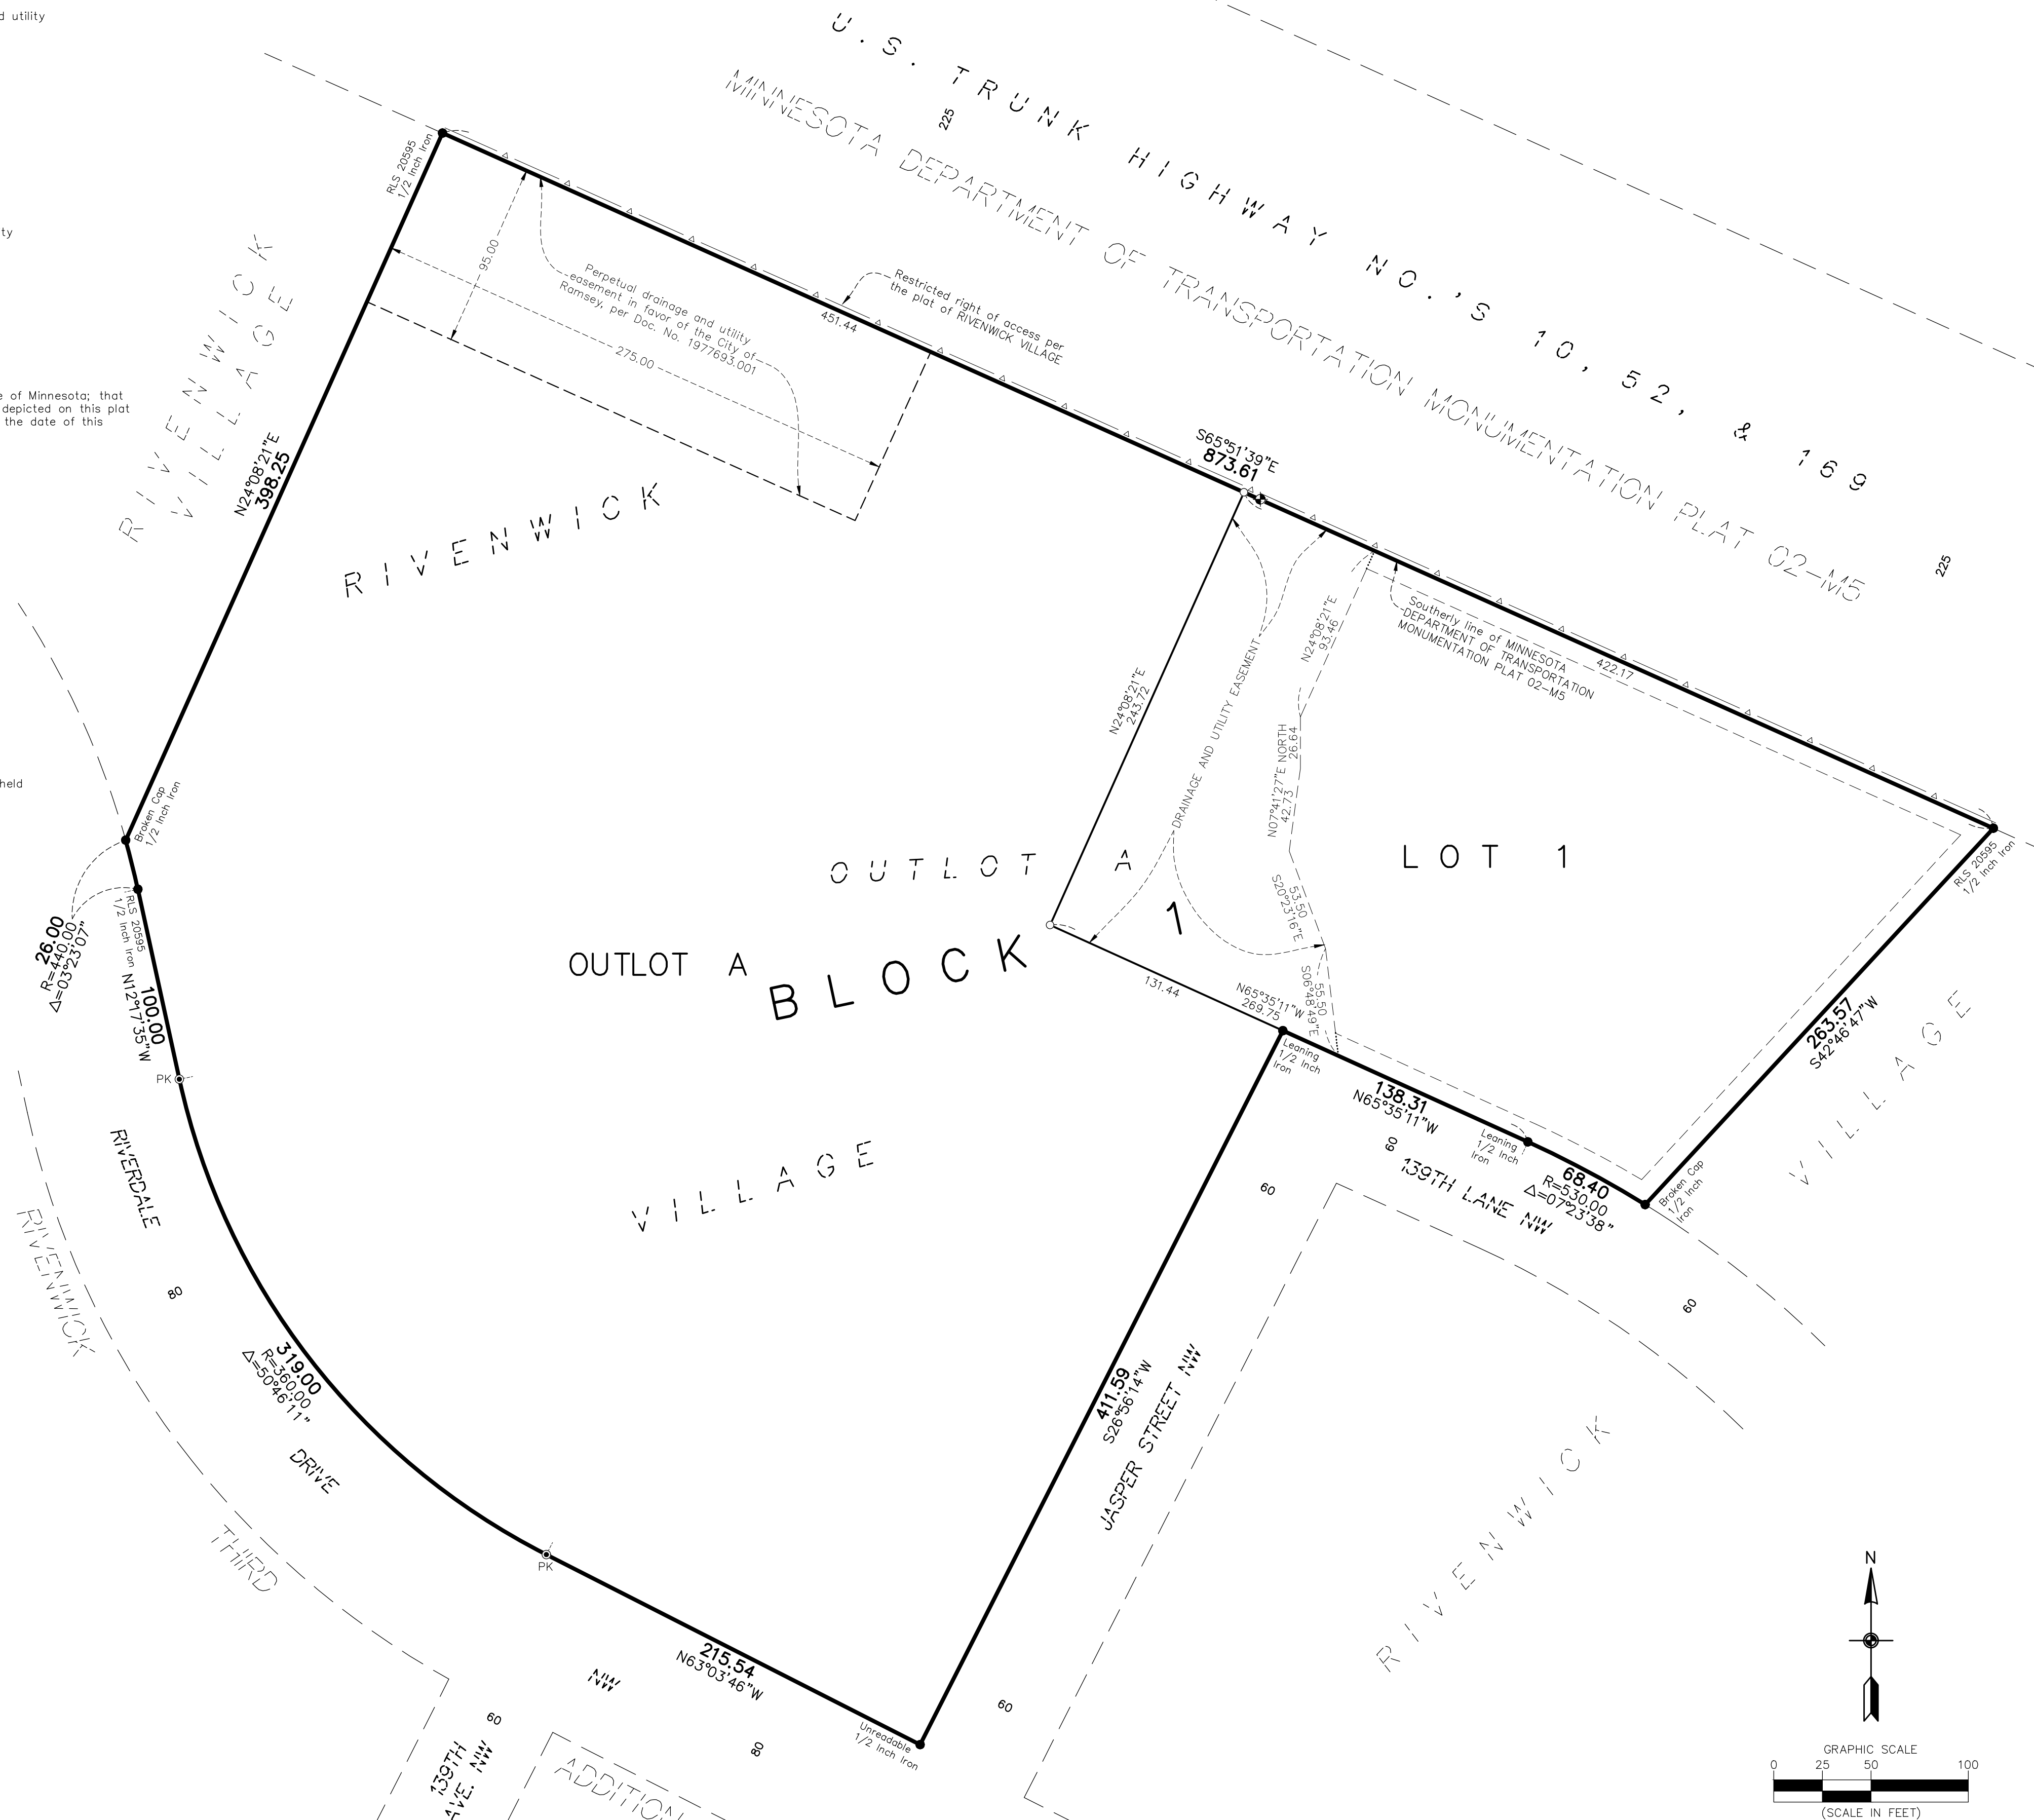 d utility
ty
e of Minnesota; that
depicted on this plat
the date of this
held
U.S. TRUNK HIGHWAY NO.'S 10, 52, & 169
MINNESOTA DEPARTMENT OF TRANSPORTATION MONUMENTATION PLAT 02-M5
225
225
RLS 20595
1/2 Inch Iron
95.00
Perpetual drainage and utility
easement in favor of the City of
Ramsey, per Doc. No. 1977693.001
275.00
451.44
Restricted right of access per
the plat of RIVENWICK VILLAGE
S65°51'39"E
873.61
RIVENWICK
VILLAGE
N24°08'21"E
398.25
RIVENWICK
Southerly line of MINNESOTA
DEPARTMENT OF TRANSPORTATION
MONUMENTATION PLAT 02-M5
422.17
N24°08'21"E
93.46
DRAINAGE AND UTILITY EASEMENT
N24°08'21"E
243.72
NORTH
26.64
N07°41'27"E
42.73
53.50
S20°23'16"E
55.50
S06°48'49"E
Broken Cap
1/2 Inch Iron
RLS 20595
1/2 Inch Iron
26.00
R=440.00
Δ=03°23'07"
100.00
N12°17'35"W
PK
OUTLOT A
LOT 1
OUTLOT A
BLOCK 1
131.44
N65°35'11"W
269.75
Leaning
1/2 Inch
Iron
138.31
N65°35'11"W
Leaning
1/2 Inch
Iron
68.40
R=530.00
Δ=07°23'38"
Broken Cap
1/2 Inch
Iron
RLS 20595
1/2 Inch Iron
263.57
S42°46'47"W
VILLAGE
60
139TH LANE NW
60
60
VILLAGE
RIVERDALE
RIVENWICK
80
319.00
R=360.00
Δ=50°46'11"
DRIVE
THIRD
PK
411.59
S26°56'14"W
JASPER STREET NW
RIVENWICK
215.54
N63°03'46"W
NW
60
80
60
Unreadable
1/2 Inch Iron
139TH
AVE. NW
ADDITION
N
GRAPHIC SCALE
0 25 50 100
(SCALE IN FEET)